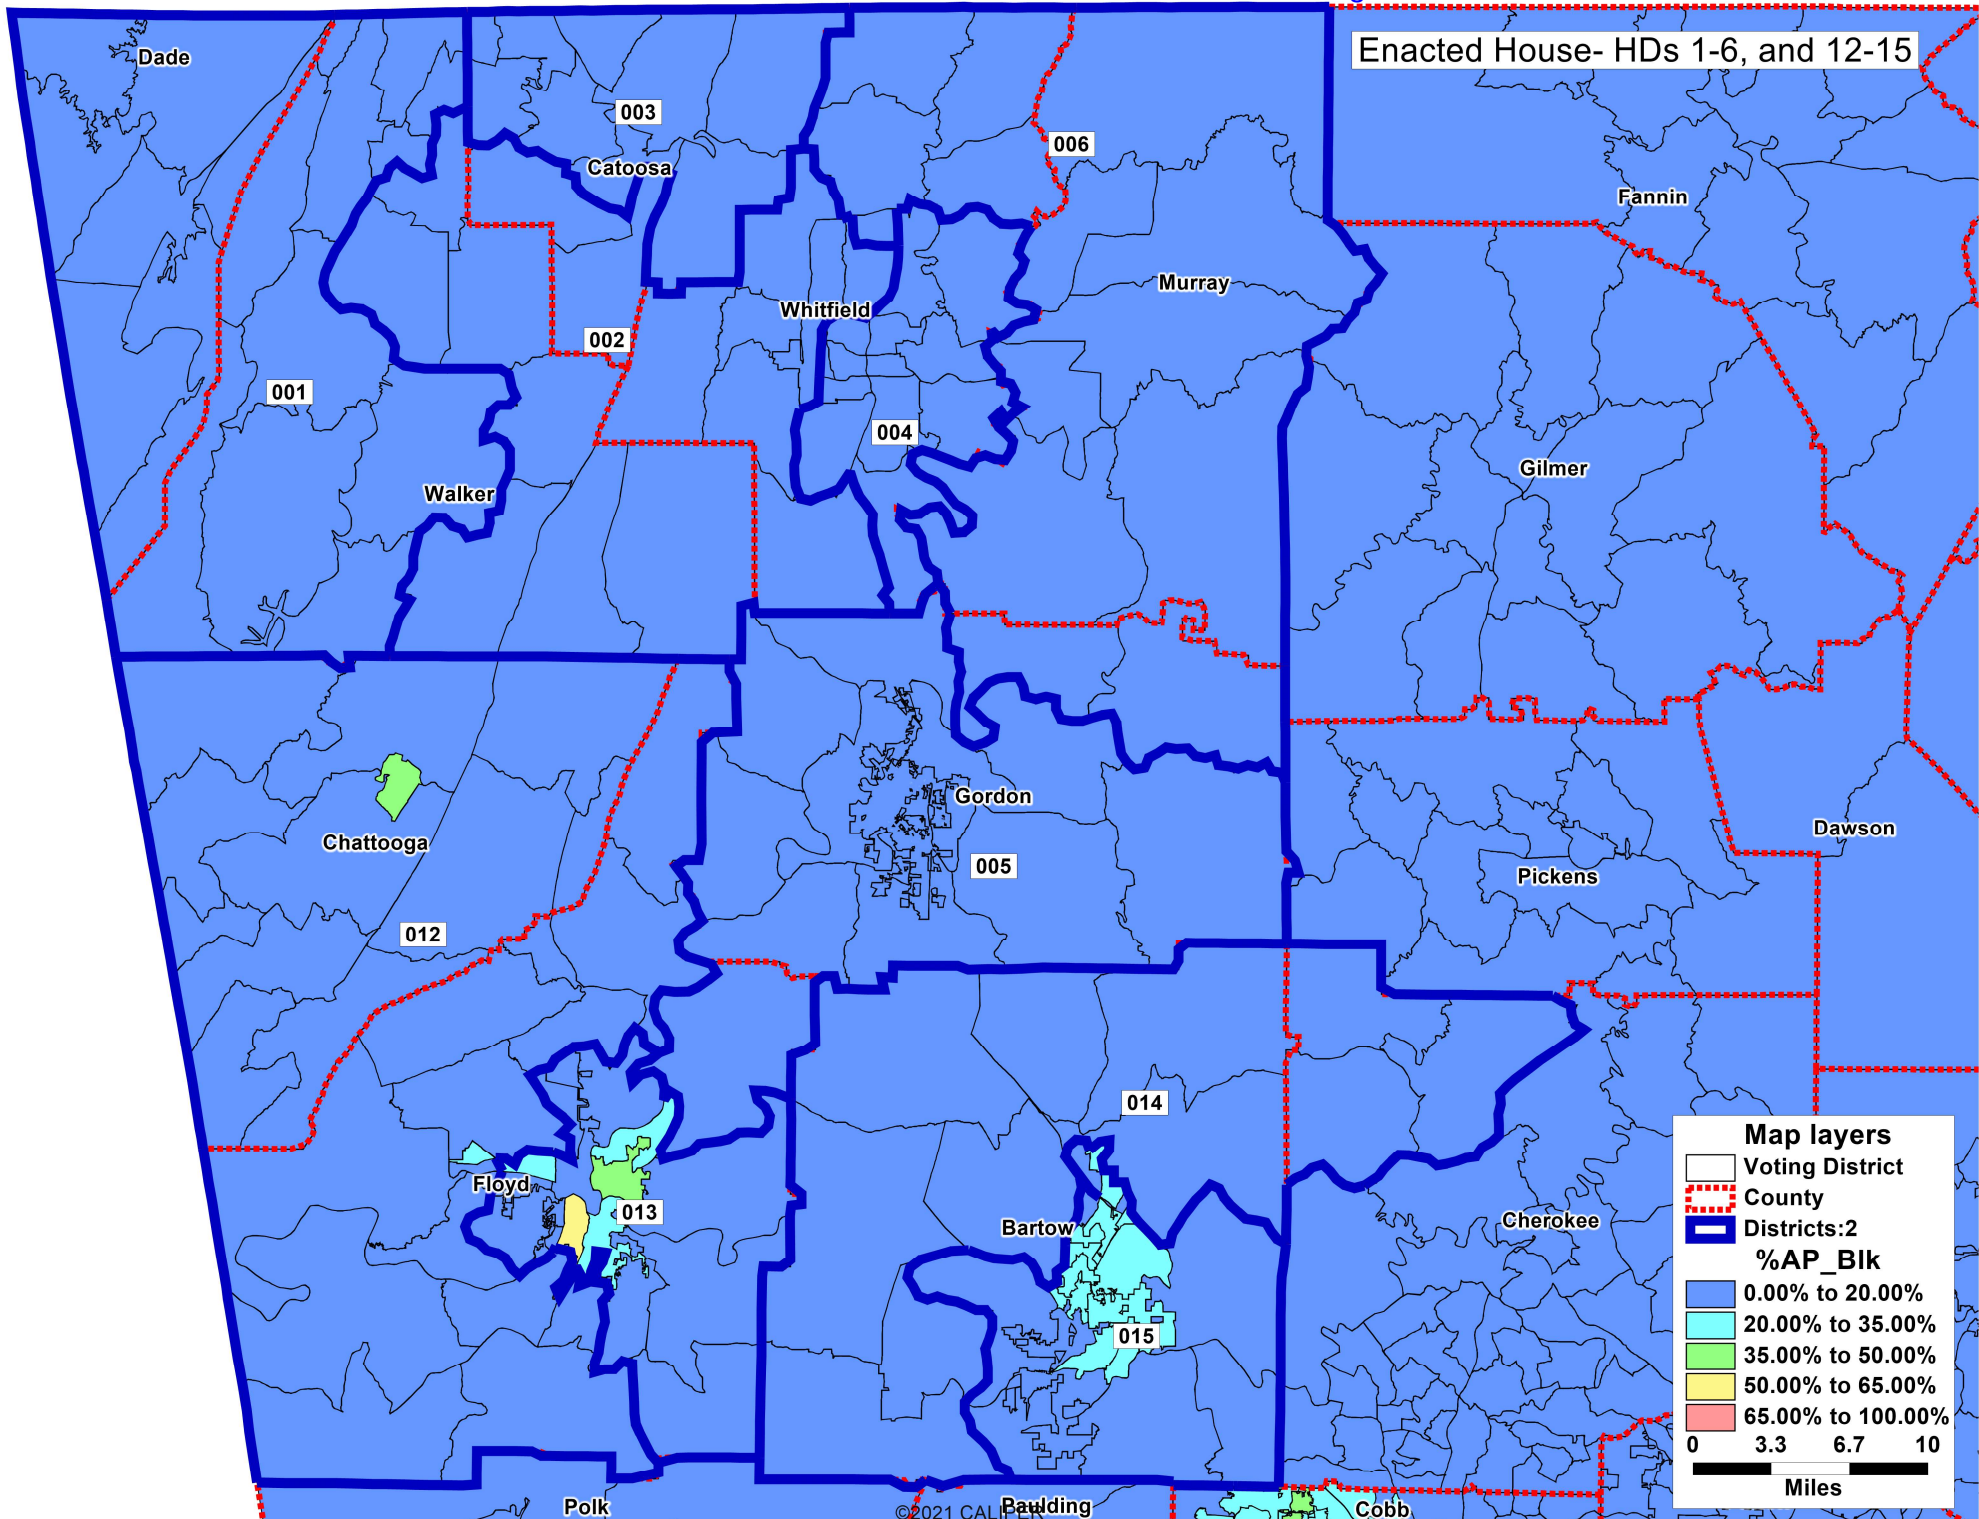 Enacted House- HDs 1-6, and 12-15
Dade
003
006
Catoosa
Fannin
Murray
Whitfield
002
001
004
Gilmer
Walker
Gordon
Dawson
Chattooga
005
Pickens
012
014
Floyd
013
Bartow
Cherokee
015
Map layers
Voting District
County
Districts:2
%AP_Blk
0.00% to 20.00%
20.00% to 35.00%
35.00% to 50.00%
50.00% to 65.00%
65.00% to 100.00%
0 3.3 6.7 10
Miles
Polk
©2021 CALIPER
Paulding
Cobb